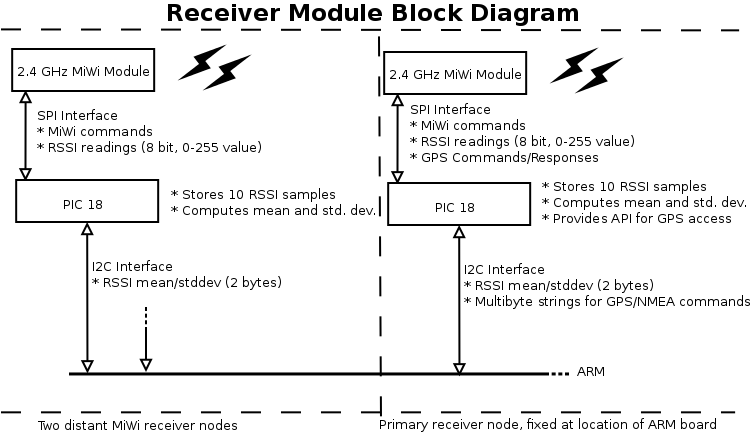 Receiver Module Block Diagram
2.4 GHz MiWi Module
SPI Interface
* MiWi commands
* RSSI readings (8 bit, 0-255 value)
PIC 18
* Stores 10 RSSI samples
* Computes mean and std. dev.
I2C Interface
* RSSI mean/stddev (2 bytes)
Two distant MiWi receiver nodes
2.4 GHz MiWi Module
SPI Interface
* MiWi commands
* RSSI readings (8 bit, 0-255 value)
* GPS Commands/Responses
PIC 18
* Stores 10 RSSI samples
* Computes mean and std. dev.
* Provides API for GPS access
I2C Interface
* RSSI mean/stddev (2 bytes)
* Multibyte strings for GPS/NMEA commands
ARM
Primary receiver node, fixed at location of ARM board